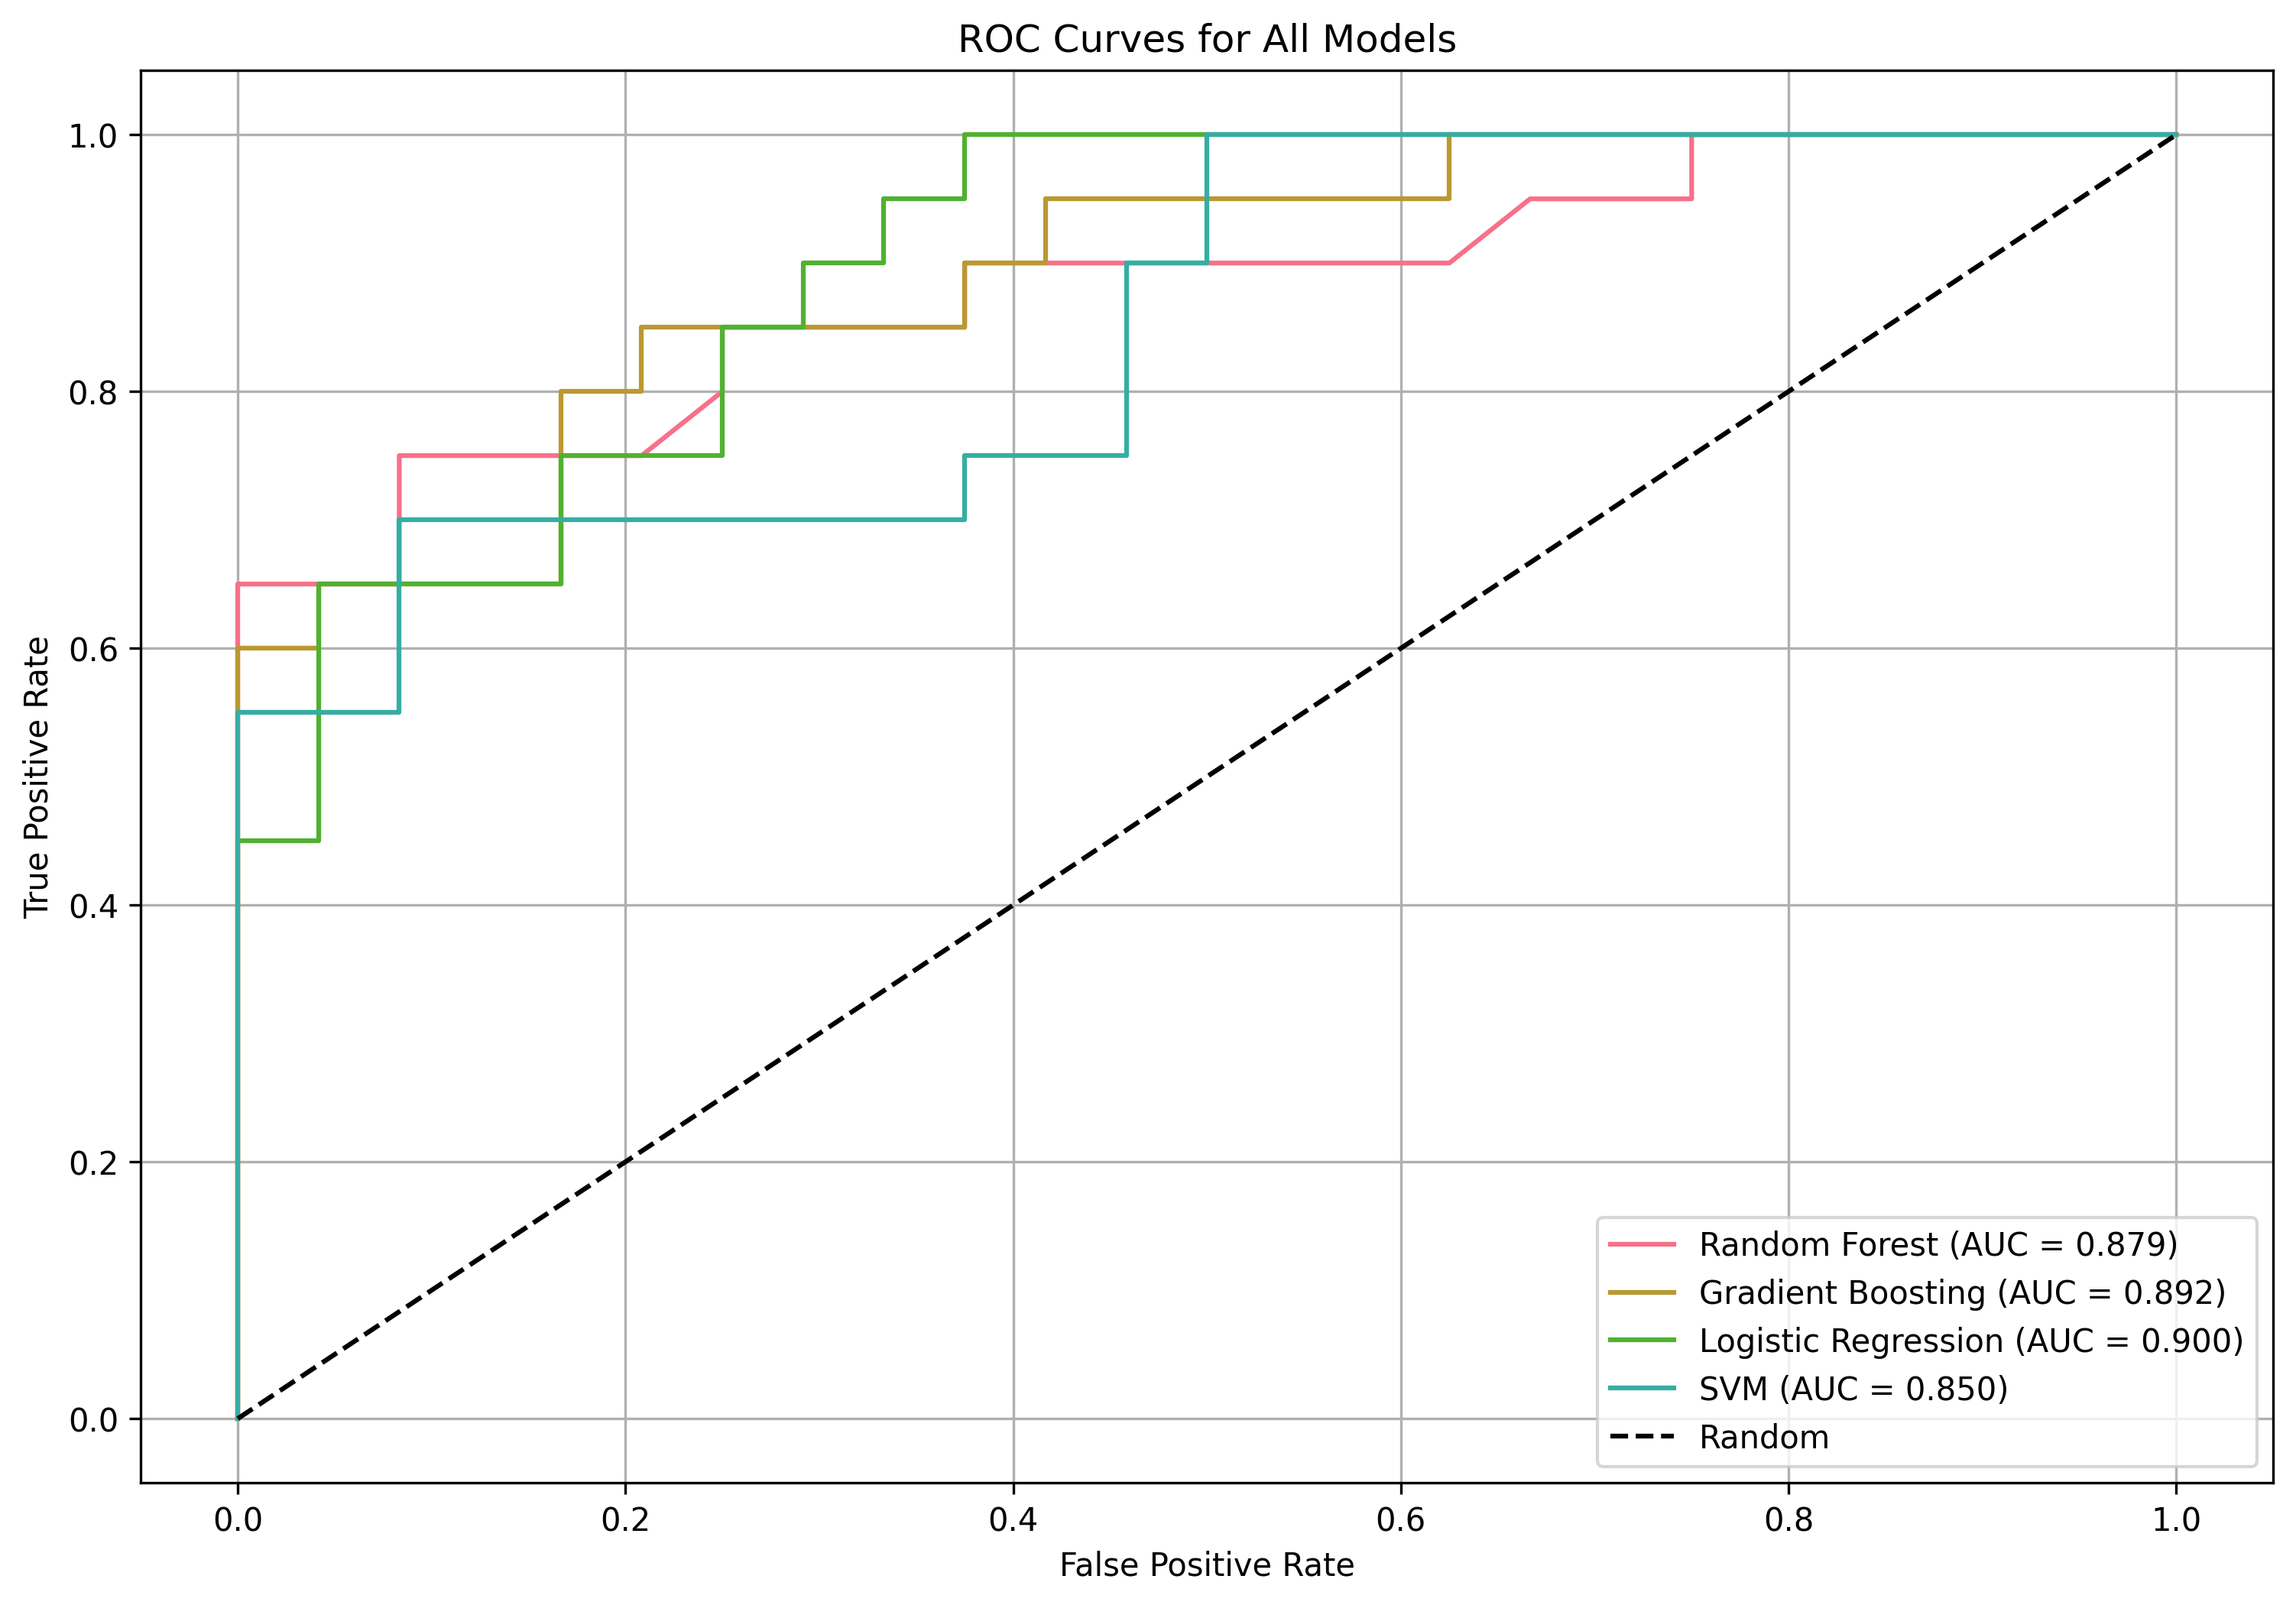 ROC Curves for All Models
True Positive Rate
1.0
0.8
0.6
0.4
0.2
0.0
0.0 0.2 0.4 0.6 0.8 1.0
False Positive Rate
Random Forest (AUC = 0.879)
Gradient Boosting (AUC = 0.892)
Logistic Regression (AUC = 0.900)
SVM (AUC = 0.850)
Random